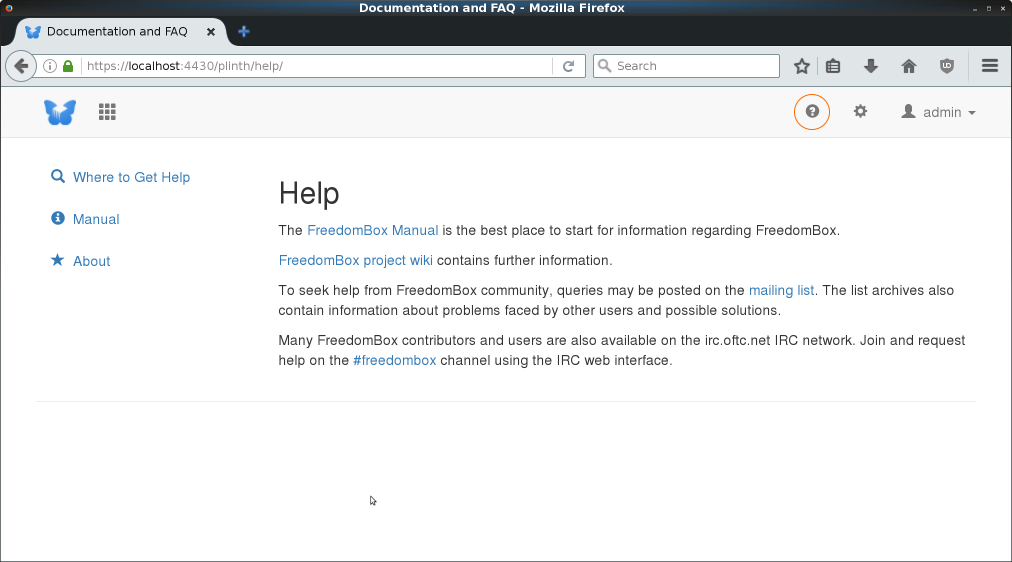 Documentation and FAQ - Mozilla Firefox
Documentation and FAQ
https://localhost:4430/plinth/help/
Search
admin
Where to Get Help
Manual
About
Help
The FreedomBox Manual is the best place to start for information regarding FreedomBox.
FreedomBox project wiki contains further information.
To seek help from FreedomBox community, queries may be posted on the mailing list. The list archives also
contain information about problems faced by other users and possible solutions.
Many FreedomBox contributors and users are also available on the irc.oftc.net IRC network. Join and request
help on the #freedombox channel using the IRC web interface.